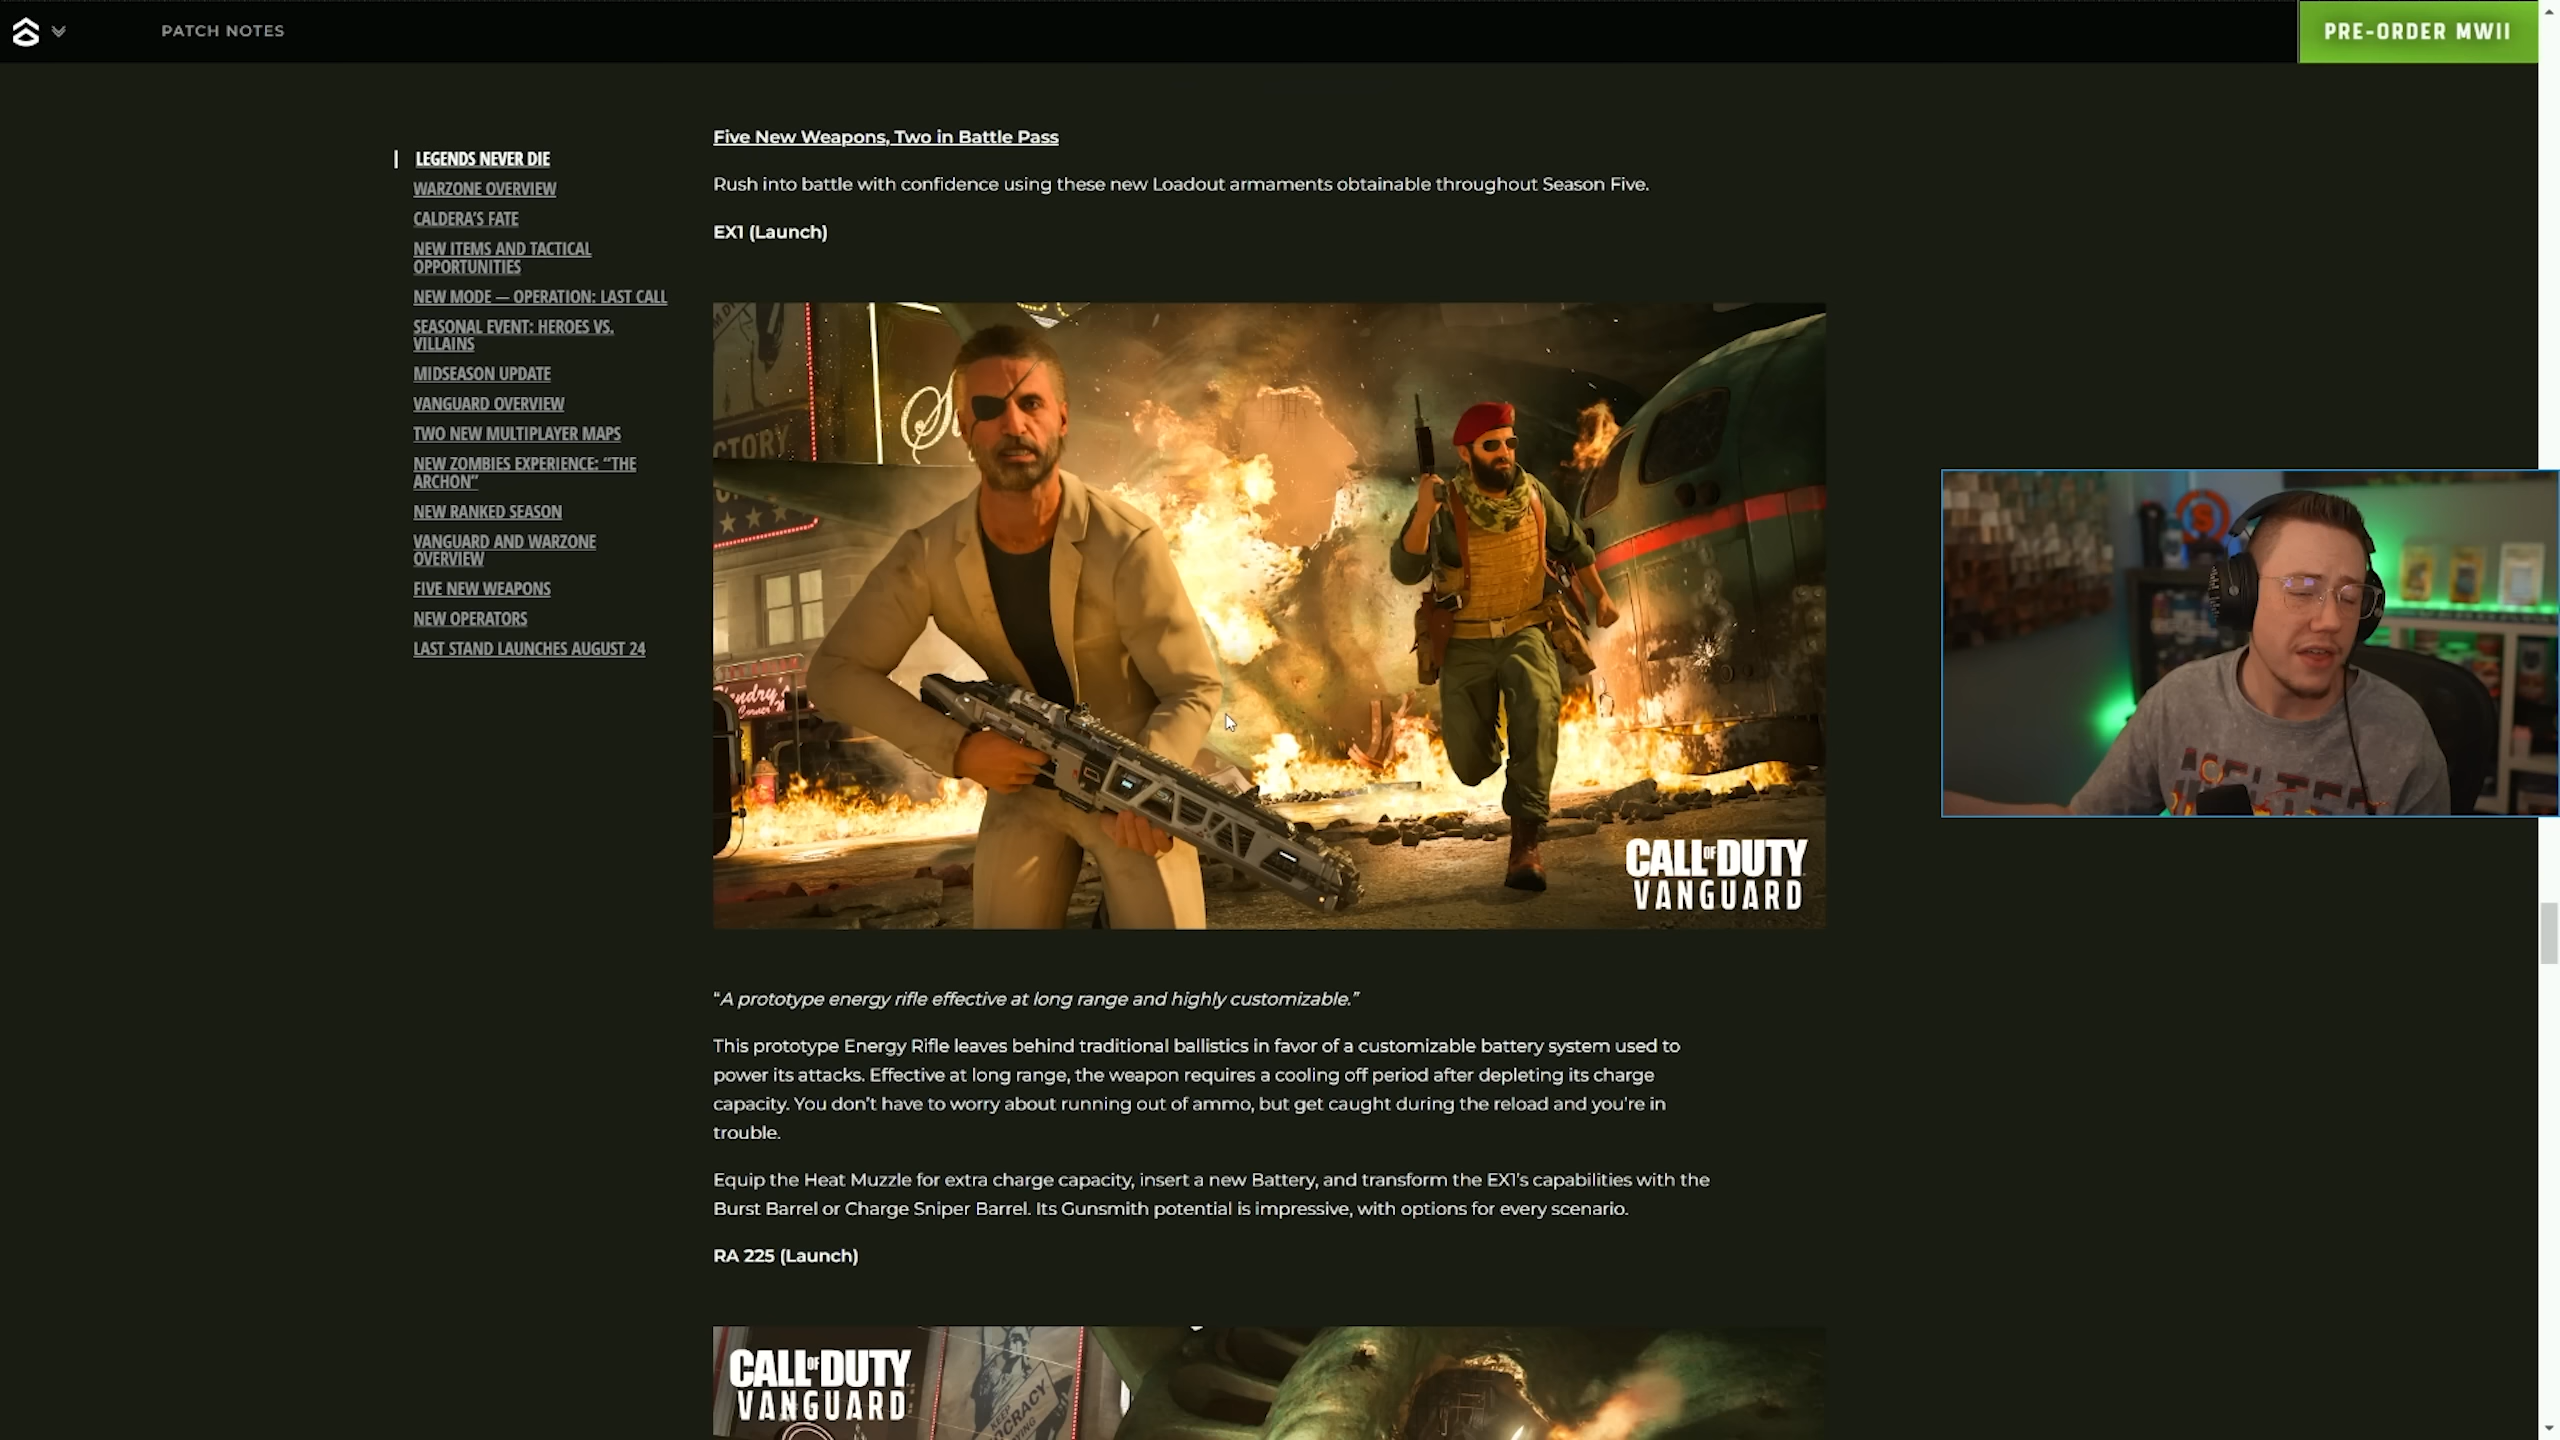 PATCH NOTES
PRE-ORDER MWII
LEGENDS NEVER DIE
WARZONE OVERVIEW
CALDERA'S FATE
NEW ITEMS AND TACTICAL
OPPORTUNITIES
NEW MODE — OPERATION: LAST CALL
SEASONAL EVENT: HEROES VS.
VILLAINS
MIDSEASON UPDATE
VANGUARD OVERVIEW
TWO NEW MULTIPLAYER MAPS
NEW ZOMBIES EXPERIENCE: “THE
ARCHON”
NEW RANKED SEASON
VANGUARD AND WARZONE
OVERVIEW
FIVE NEW WEAPONS
NEW OPERATORS
LAST STAND LAUNCHES AUGUST 24
Five New Weapons, Two in Battle Pass
Rush into battle with confidence using these new Loadout armaments obtainable throughout Season Five.
EX1 (Launch)
CALL OF DUTY
VANGUARD
“A prototype energy rifle effective at long range and highly customizable.”
This prototype Energy Rifle leaves behind traditional ballistics in favor of a customizable battery system used to
power its attacks. Effective at long range, the weapon requires a cooling off period after depleting its charge
capacity. You don’t have to worry about running out of ammo, but get caught during the reload and you’re in
trouble.
Equip the Heat Muzzle for extra charge capacity, insert a new Battery, and transform the EX1’s capabilities with the
Burst Barrel or Charge Sniper Barrel. Its Gunsmith potential is impressive, with options for every scenario.
RA 225 (Launch)
CALL OF DUTY
VANGUARD